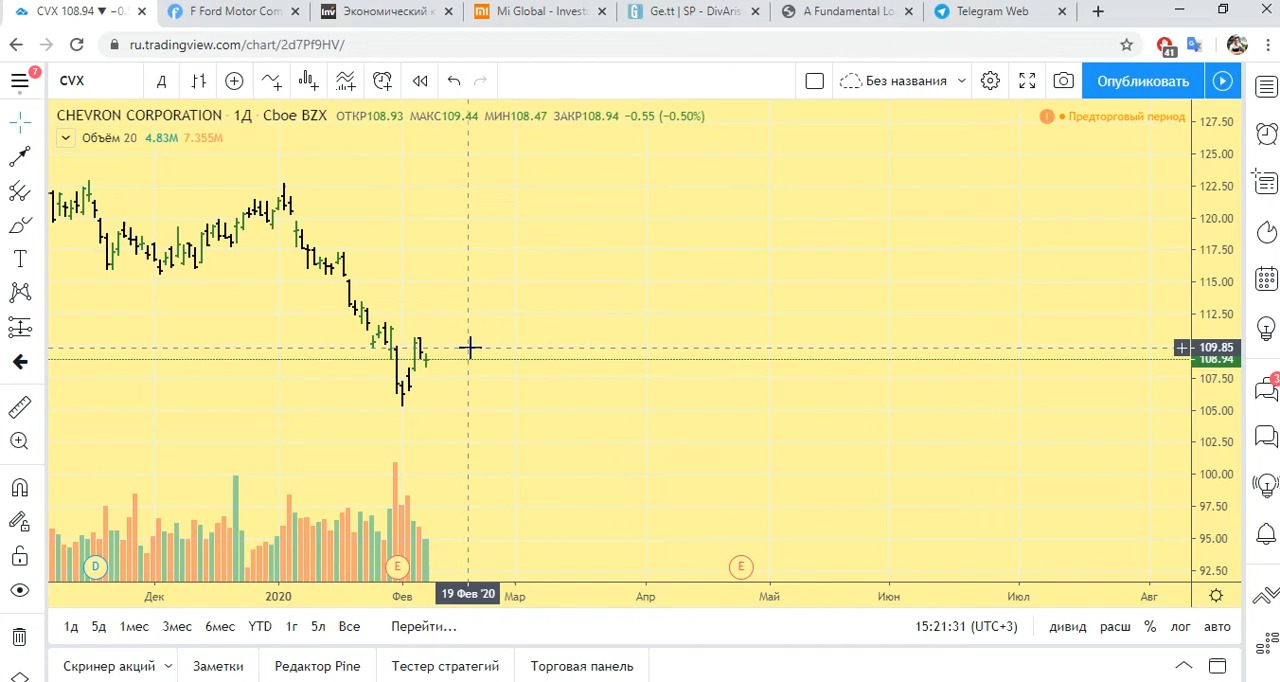 CVX 108.94 ▼ −0.5
F Ford Motor Com
Inv Экономический к
Mi Global - Invest
Ge.tt | SP - DivAris
A Fundamental Lo
Telegram Web
ru.tradingview.com/chart/2d7Pf9HV/
41
7
CVX
Д
Без названия
Опубликовать
CHEVRON CORPORATION · 1Д · Cboe BZX ОТКР108.93 МАКС109.44 МИН108.47 ЗАКР108.94 −0.55 (−0.50%)
Предторговый период
Объём 20 4.83M 7.355M
127.50
125.00
122.50
120.00
117.50
115.00
112.50
109.85
108.94
107.50
105.00
102.50
100.00
97.50
95.00
92.50
D
E
E
Дек 2020 Фев 19 Фев '20 Мар Апр Май Июн Июл Авг
1д 5д 1мес 3мес 6мес YTD 1г 5л Все Перейти... 15:21:31 (UTC+3) дивид расш % лог авто
Скринер акций Заметки Редактор Pine Тестер стратегий Торговая панель